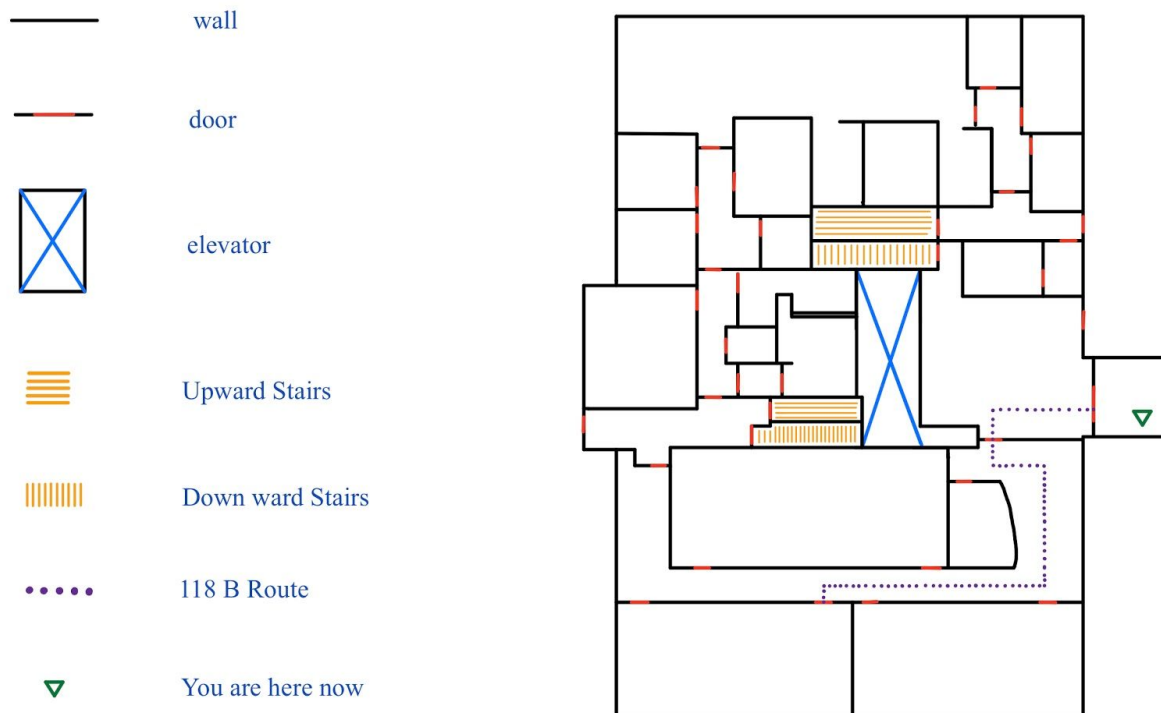 wall
door
elevator
Upward Stairs
Down ward Stairs
118 B Route
You are here now